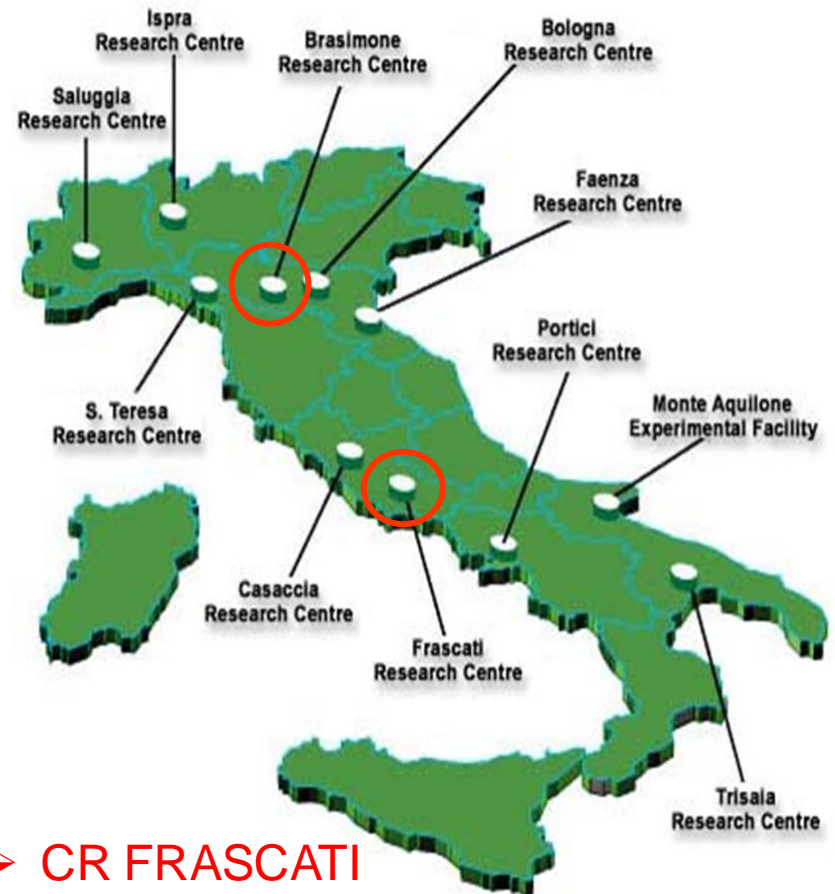 Ispra
Research Centre
Brasimone
Research Centre
Bologna
Research Centre
Saluggia
Research Centre
Faenza
Research Centre
Portici
Research Centre
S. Teresa
Research Centre
Monte Aquilone
Experimental Facility
Casaccia
Research Centre
Frascati
Research Centre
Trisaia
Research Centre
➢ CR FRASCATI